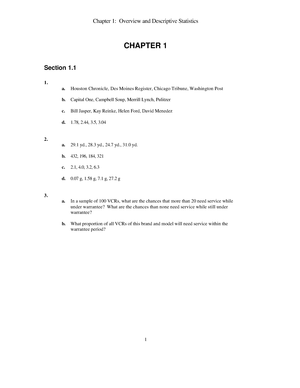 Chapter 1: Overview and Descriptive Statistics
CHAPTER 1
Section 1.1
1.
a. Houston Chronicle, Des Moines Register, Chicago Tribune, Washington Post
b. Capital One, Campbell Soup, Merrill Lynch, Pulitzer
c. Bill Jasper, Kay Reinke, Helen Ford, David Menedez
d. 1.78, 2.44, 3.5, 3.04
2.
a. 29.1 yd., 28.3 yd., 24.7 yd., 31.0 yd.
b. 432, 196, 184, 321
c. 2.1, 4.0, 3.2, 6.3
d. 0.07 g, 1.58 g, 7.1 g, 27.2 g
3.
a. In a sample of 100 VCRs, what are the chances that more than 20 need service while
under warrantee? What are the chances than none need service while still under
warrantee?
b. What proportion of all VCRs of this brand and model will need service within the
warrantee period?
1